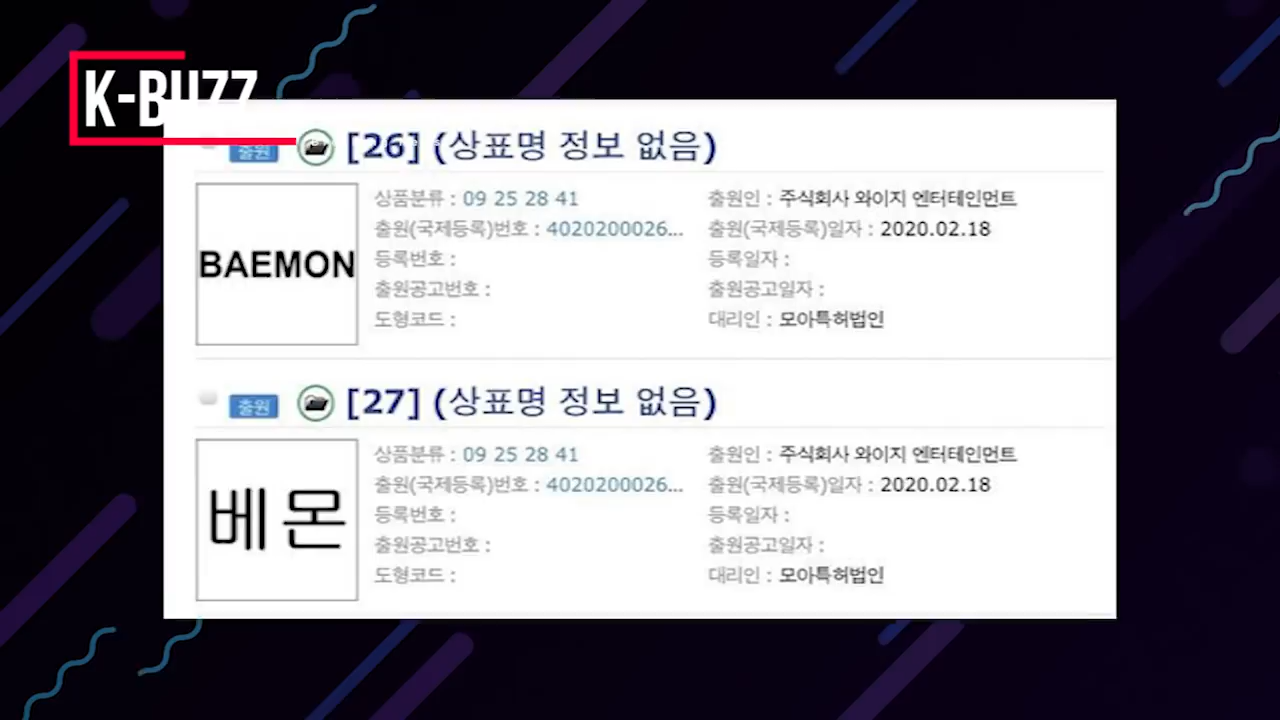 K-BUZZ
출원 [26] (상표명 정보 없음)
BAEMON
상품분류 : 09 25 28 41
출원(국제등록)번호 : 4020200026...
등록번호 :
출원공고번호 :
도형코드 :
출원인 : 주식회사 와이지 엔터테인먼트
출원(국제등록)일자 : 2020.02.18
등록일자 :
출원공고일자 :
대리인 : 모아특허법인
출원 [27] (상표명 정보 없음)
베몬
상품분류 : 09 25 28 41
출원(국제등록)번호 : 4020200026...
등록번호 :
출원공고번호 :
도형코드 :
출원인 : 주식회사 와이지 엔터테인먼트
출원(국제등록)일자 : 2020.02.18
등록일자 :
출원공고일자 :
대리인 : 모아특허법인